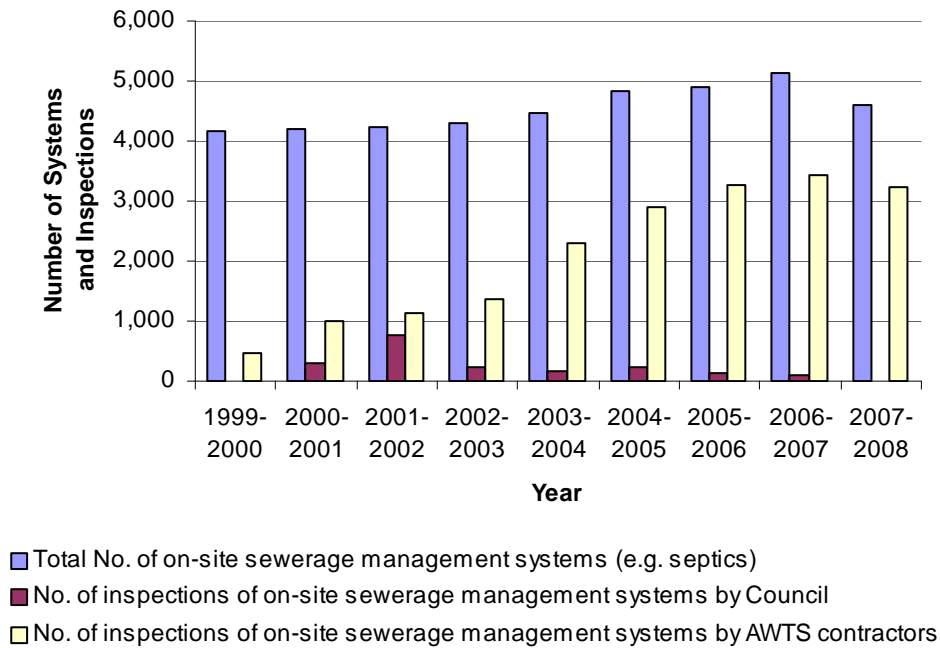 6,000
5,000
4,000
3,000
2,000
1,000
0
Number of Systems
and Inspections
1999- 2000- 2001- 2002- 2003- 2004- 2005- 2006- 2007-
2000 2001 2002 2003 2004 2005 2006 2007 2008
Year
Total No. of on-site sewerage management systems (e.g. septics)
No. of inspections of on-site sewerage management systems by Council
No. of inspections of on-site sewerage management systems by AWTS contractors